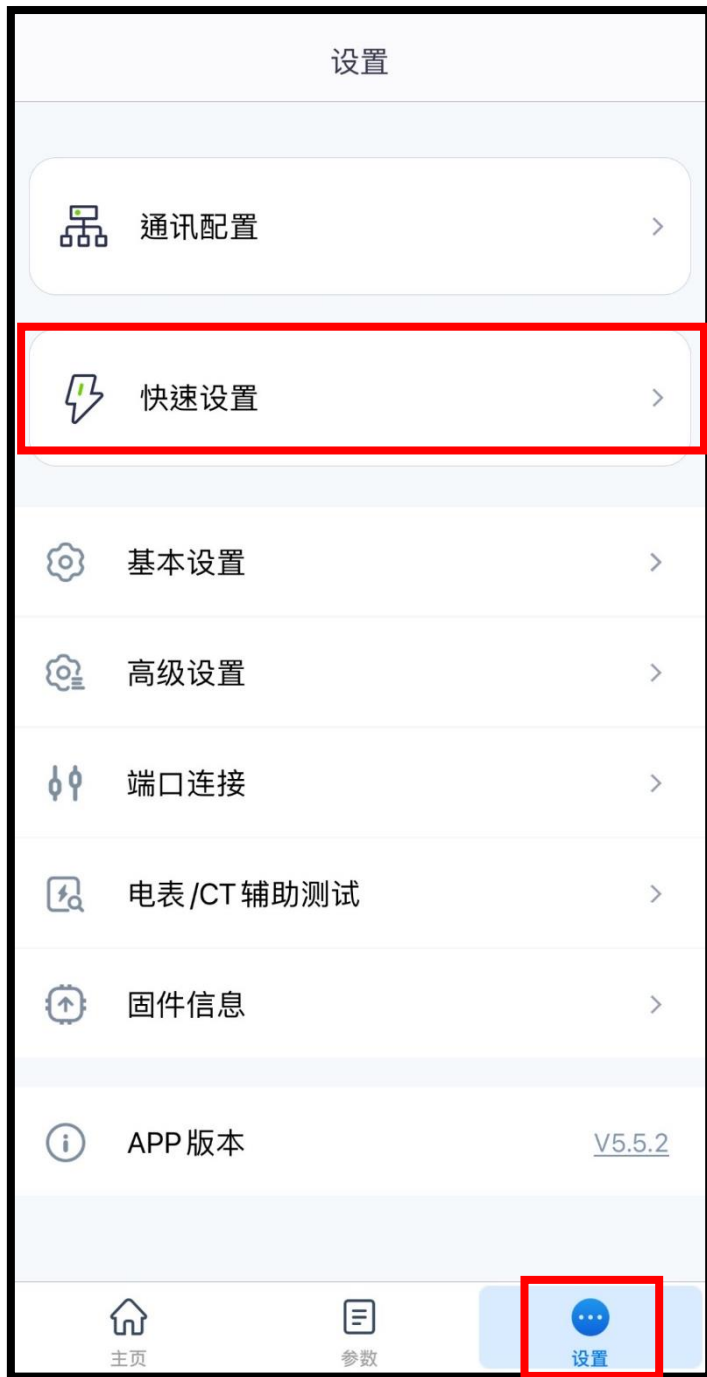 设置
通讯配置
快速设置
基本设置
高级设置
端口连接
电表/CT辅助测试
固件信息
APP版本 V5.5.2
主页 参数 设置